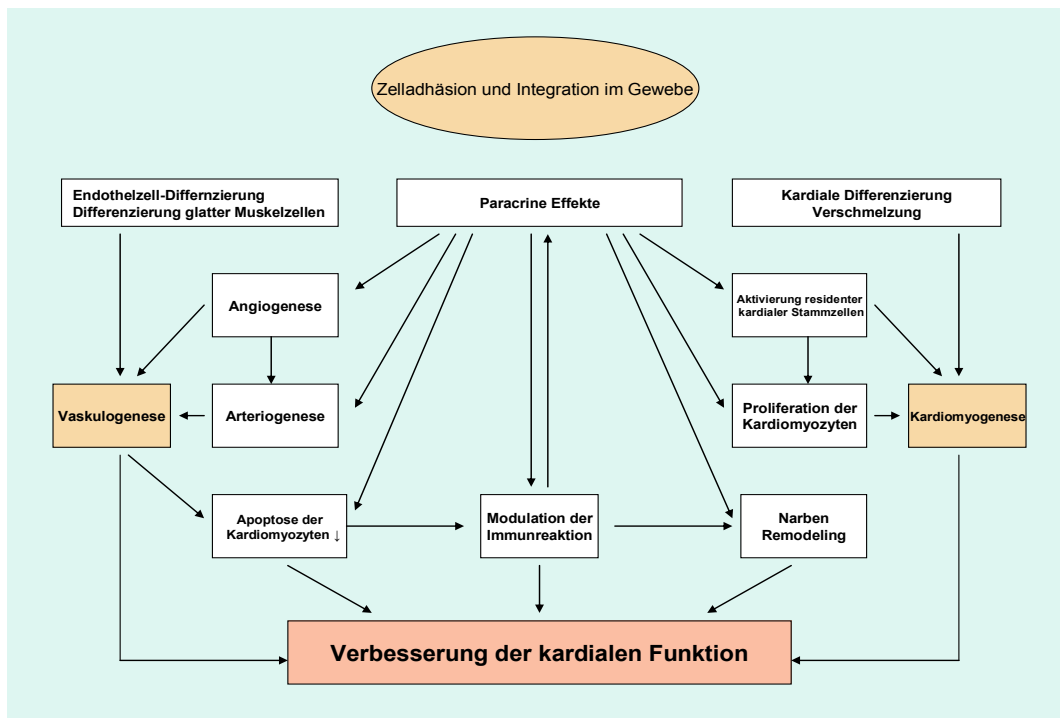 Zelladhäsion und Integration im Gewebe
Endothelzell-Differnzierung
Differenzierung glatter Muskelzellen
Paracrine Effekte
Kardiale Differenzierung
Verschmelzung
Angiogenese
Aktivierung residenter
kardialer Stammzellen
Vaskulogenese
Arteriogenese
Proliferation der
Kardiomyozyten
Kardiomyogenese
Apoptose der
Kardiomyozyten ↓
Modulation der
Immunreaktion
Narben
Remodeling
Verbesserung der kardialen Funktion